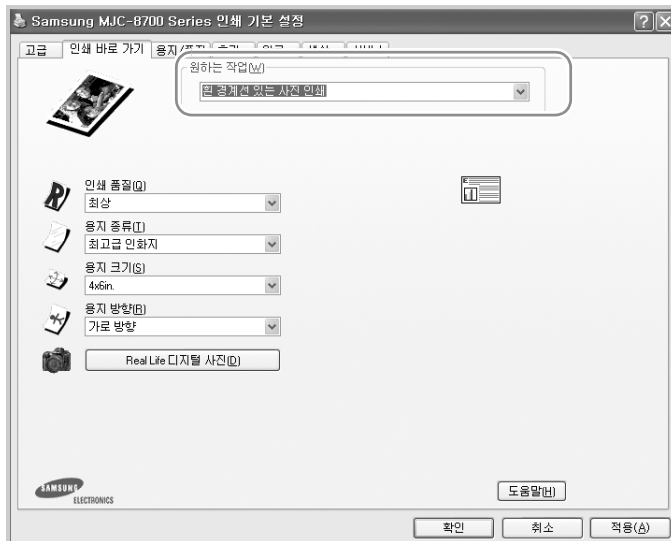 Samsung MJC-8700 Series 인쇄 기본 설정
고급 인쇄 바로 가기
원하는 작업(W)
흰 경계선 있는 사진 인쇄
인쇄 품질(Q)
최상
용지 종류(T)
최고급 인화지
용지 크기(S)
4x6in.
용지 방향(R)
가로 방향
Real Life 디지털 사진(D)
SAMSUNG
ELECTRONICS
도움말(H)
확인 취소 적용(A)